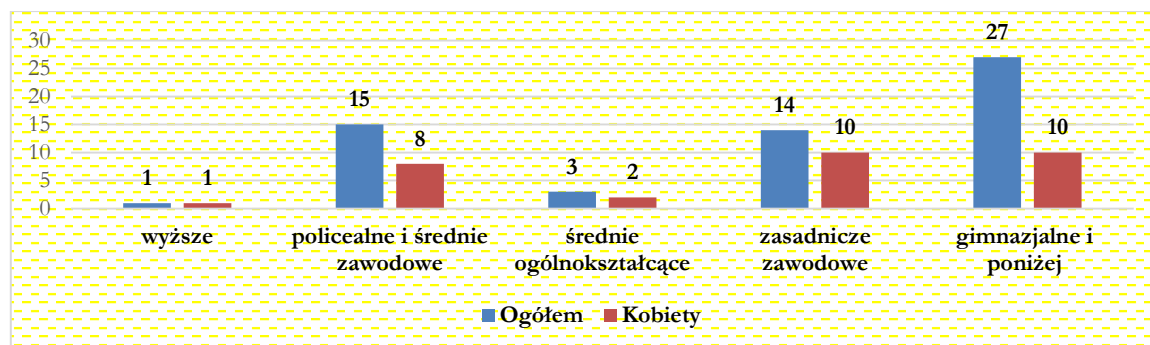 30
25
20
15
10
5
0
27
15
14
8
10
10
3
2
1
1
wyższe
policealne i średnie
zawodowe
średnie
ogólnokształcące
zasadnicze
zawodowe
gimnazjalne i
poniżej
Ogółem Kobiety